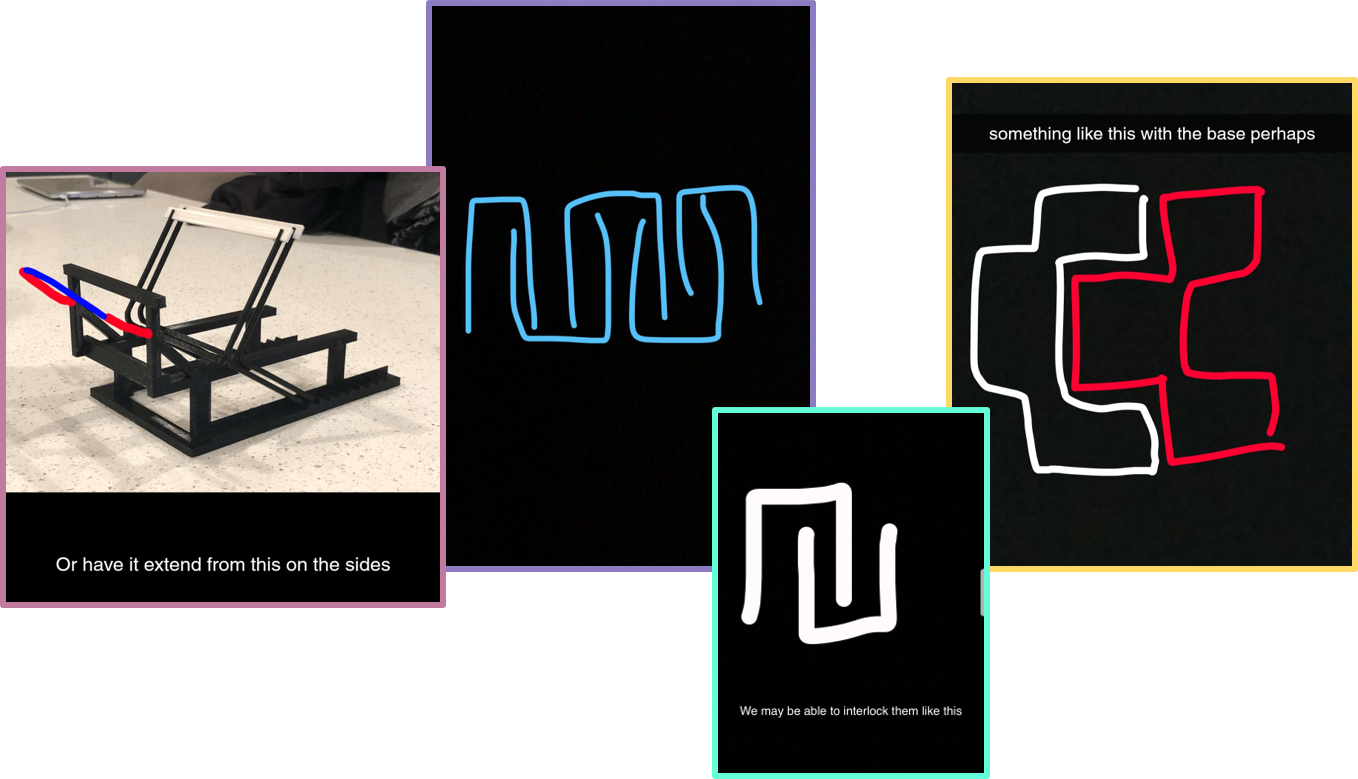 something like this with the base perhaps
Or have it extend from this on the sides
We may be able to interlock them like this